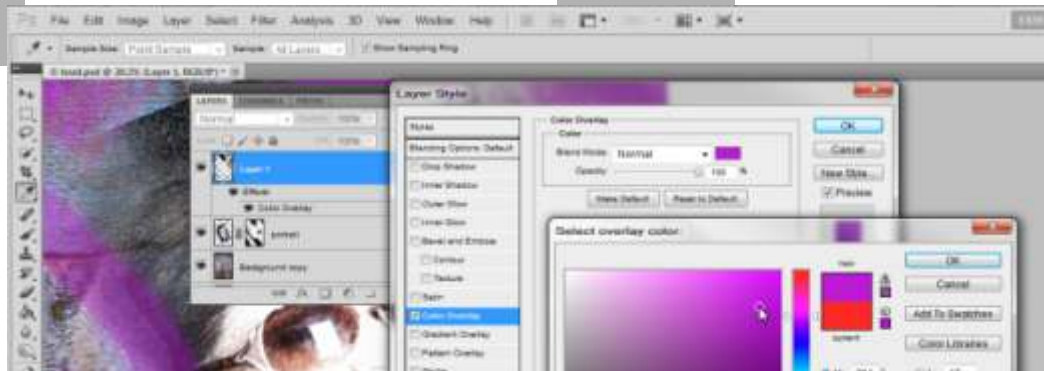 File Edit Image Layer Select Filter Analysis 3D View Window Help
Sample Size: Point Sample Sample: All Layers Show Sampling Ring
LAYERS
Normal
Layer 1
Effects
Color Overlay
Background copy
Layer Style
Styles
Blending Options: Default
Drop Shadow
Inner Shadow
Outer Glow
Inner Glow
Bevel and Emboss
Contour
Texture
Satin
Color Overlay
Gradient Overlay
Pattern Overlay
Color Overlay
Color
Blend Mode: Normal
Opacity: 100 %
Make Default Reset to Default
OK
Cancel
New Style...
Preview
Select overlay color:
new
current
OK
Cancel
Add To Swatches
Color Libraries